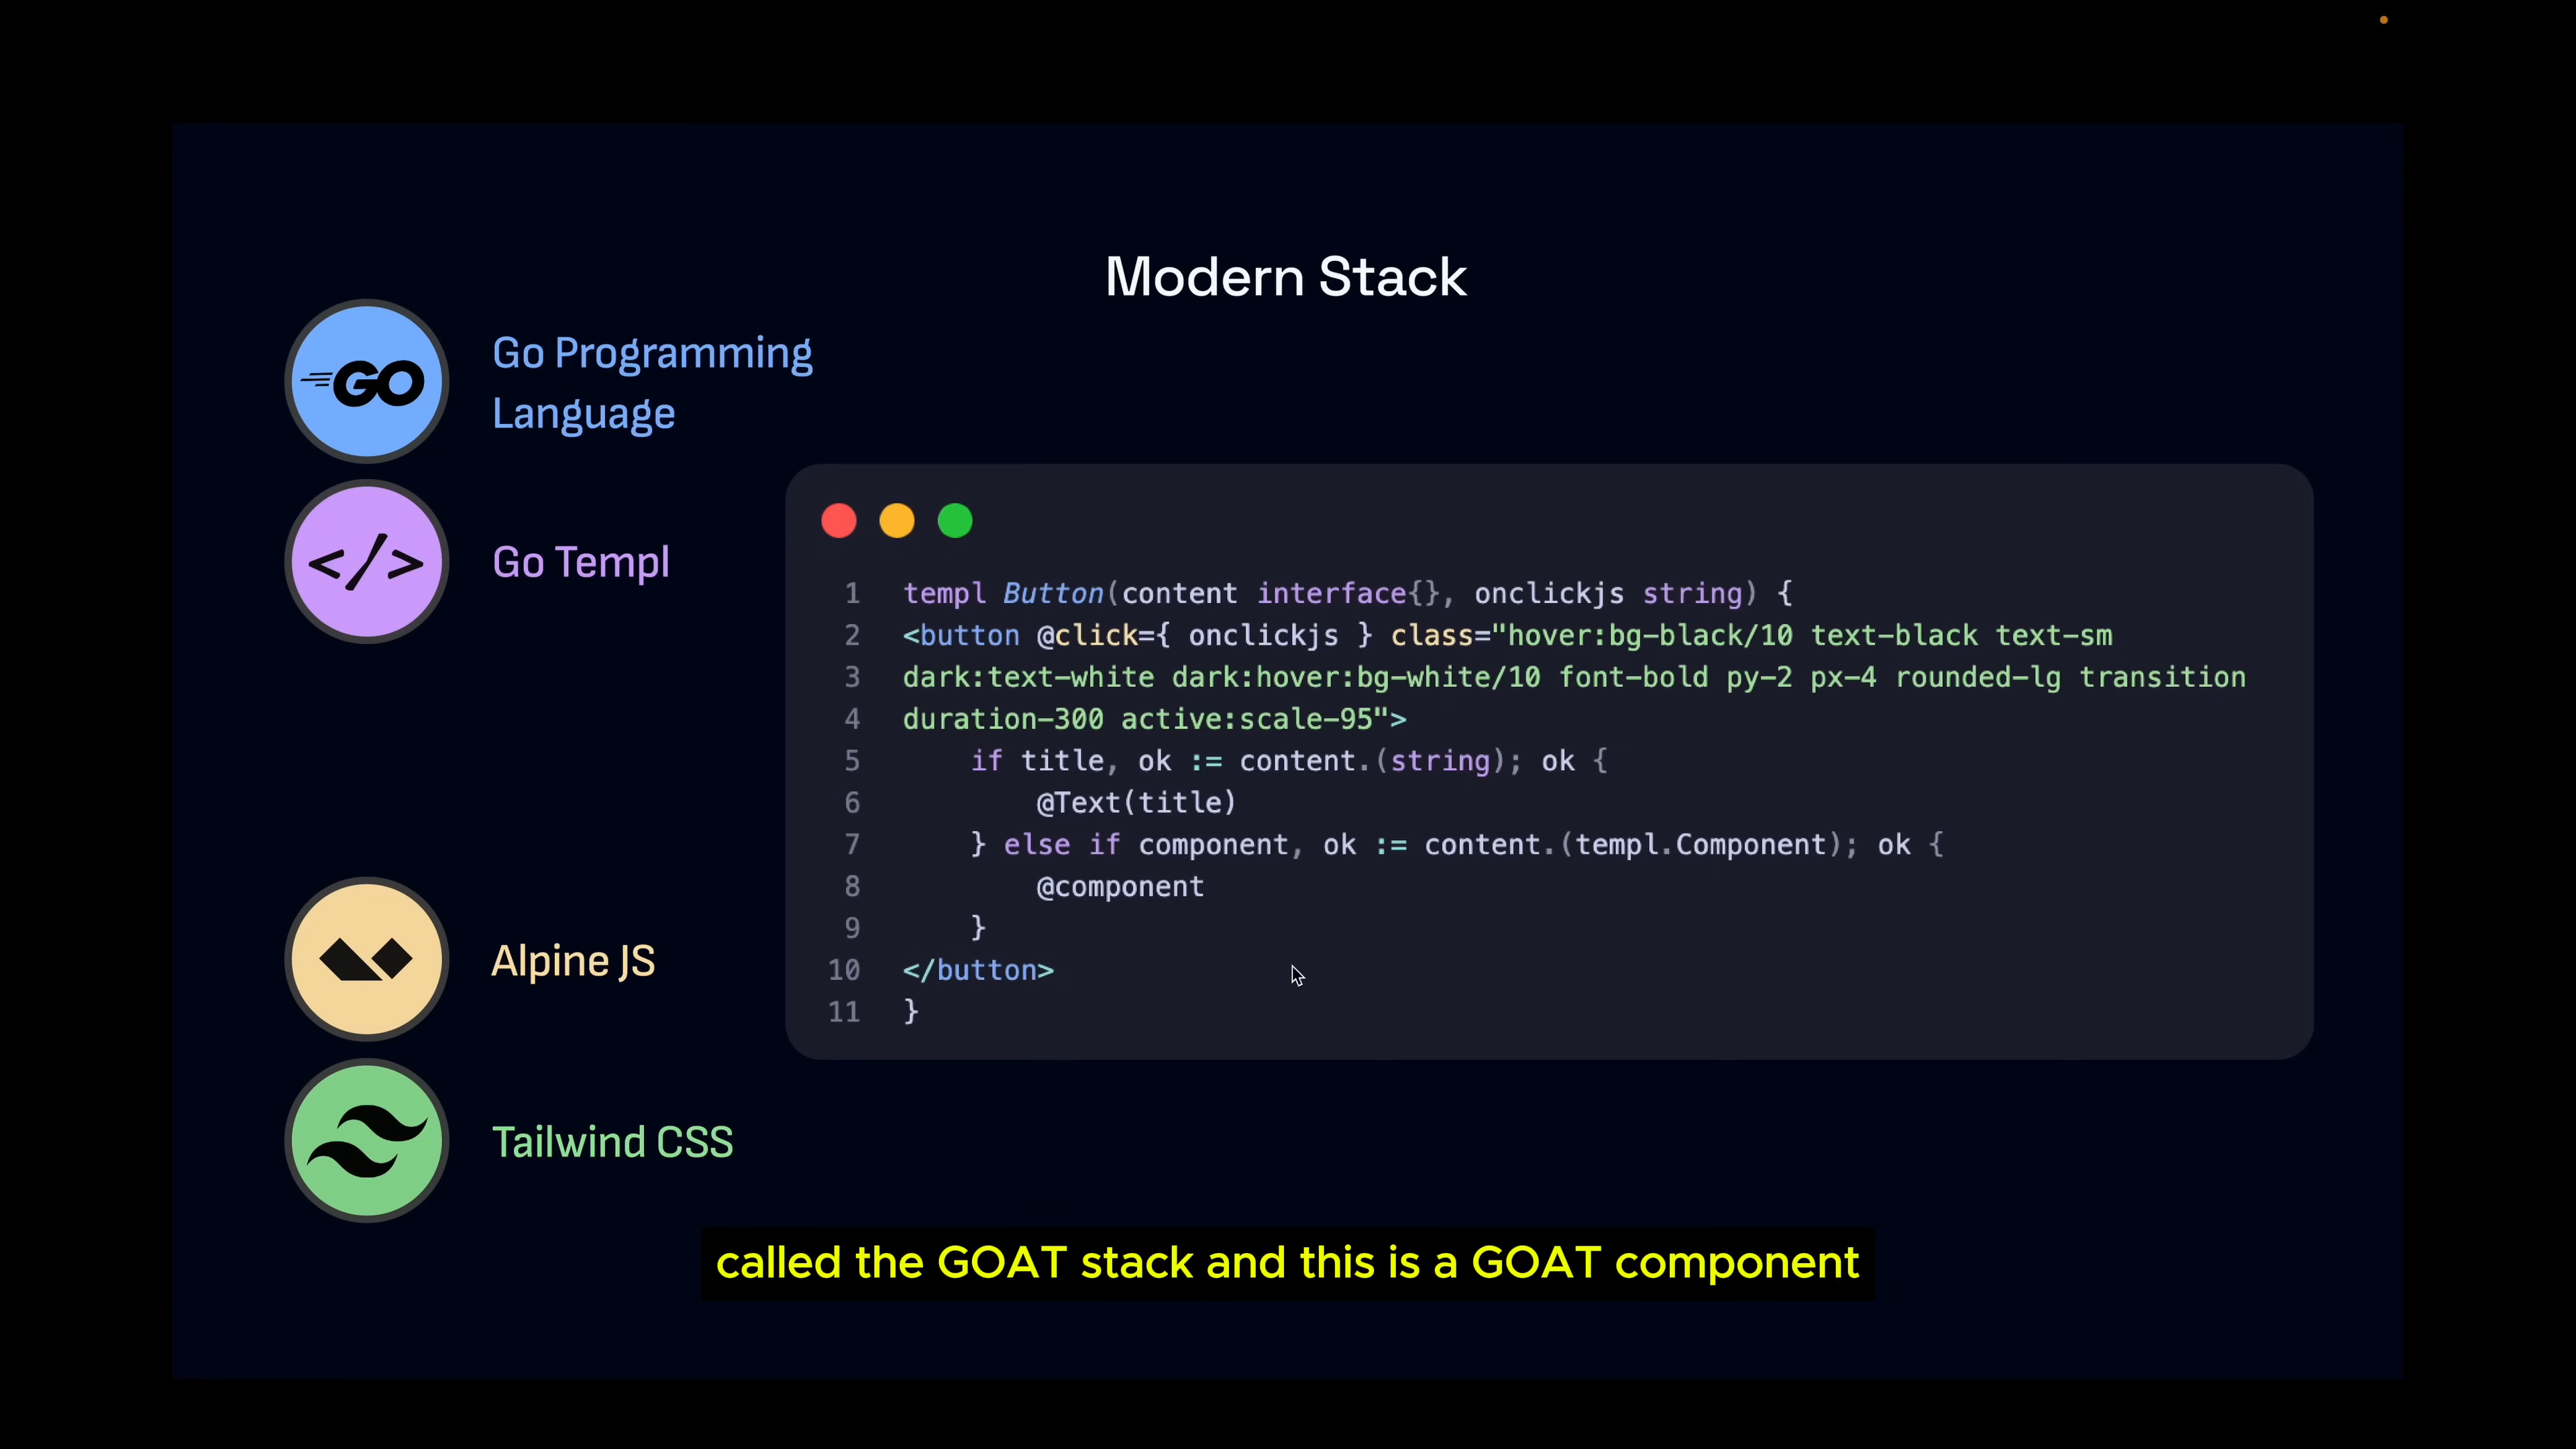 Modern Stack
GO
Go Programming
Language
</>
Go Templ
Alpine JS
Tailwind CSS
1 templ Button(content interface{}, onclickjs string) {
2 <button @click={ onclickjs } class="hover:bg-black/10 text-black text-sm
3 dark:text-white dark:hover:bg-white/10 font-bold py-2 px-4 rounded-lg transition
4 duration-300 active:scale-95">
5     if title, ok := content.(string); ok {
6         @Text(title)
7     } else if component, ok := content.(templ.Component); ok {
8         @component
9     }
10 </button>
11 }
called the GOAT stack and this is a GOAT component